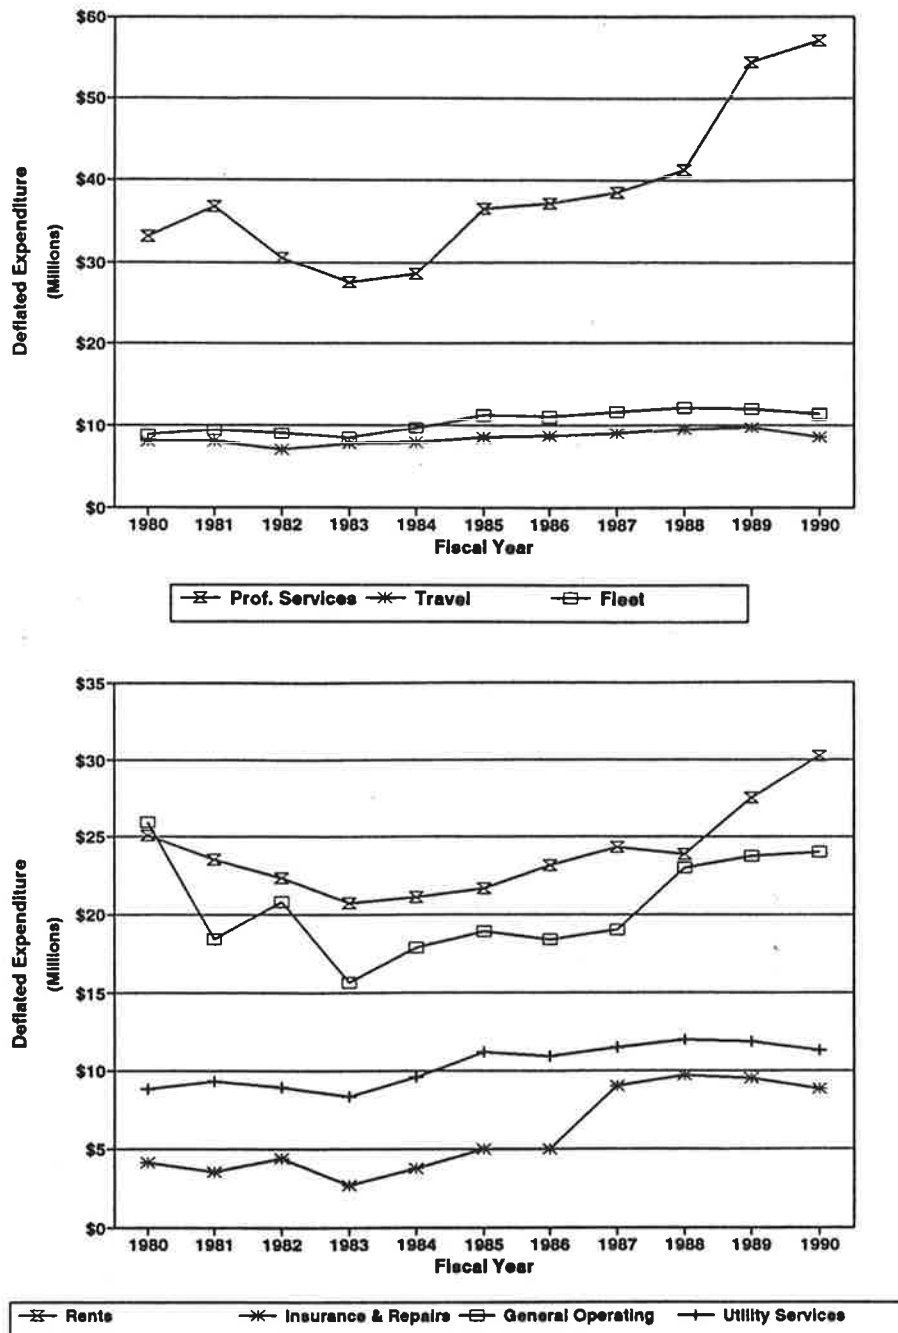 $60
$50
$40
$30
$20
$10
$0
Deflated Expenditure
(Millions)
1980 1981 1982 1983 1984 1985 1986 1987 1988 1989 1990
Fiscal Year
Prof. Services Travel Fleet
$35
$30
$25
$20
$15
$10
$5
$0
Deflated Expenditure
(Millions)
1980 1981 1982 1983 1984 1985 1986 1987 1988 1989 1990
Fiscal Year
Rents Insurance & Repairs General Operating Utility Services